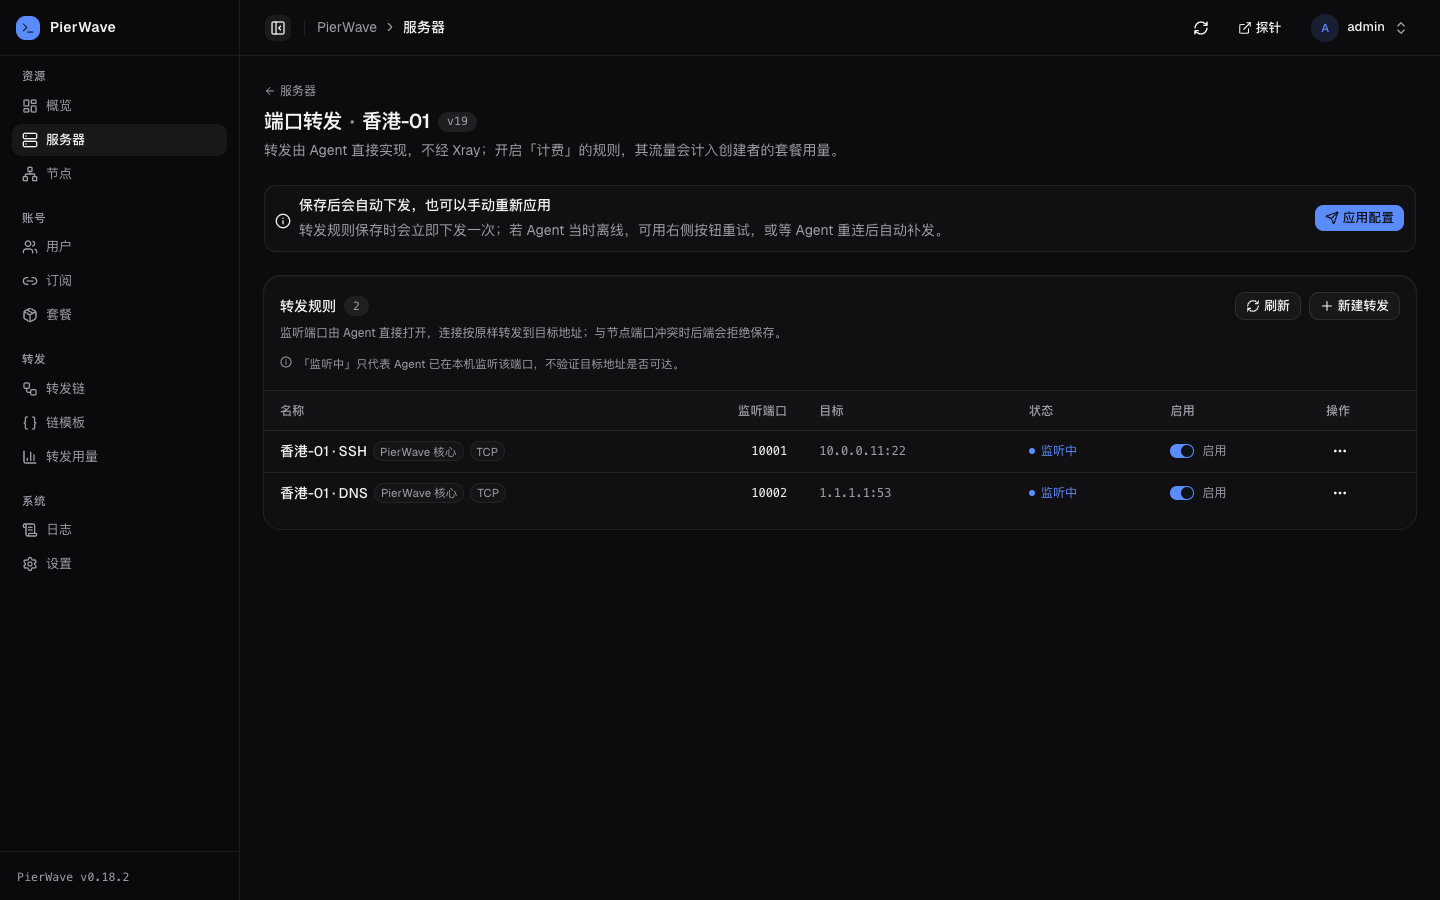 PierWave
PierWave > 服务器
探针
A admin
资源
概览
服务器
节点
账号
用户
订阅
套餐
转发
转发链
链模板
转发用量
系统
日志
设置
PierWave v0.18.2
← 服务器
端口转发 · 香港-01 v19
转发由 Agent 直接实现，不经 Xray；开启「计费」的规则，其流量会计入创建者的套餐用量。
保存后会自动下发，也可以手动重新应用
转发规则保存时会立即下发一次；若 Agent 当时离线，可用右侧按钮重试，或等 Agent 重连后自动补发。
应用配置
转发规则 2
刷新
新建转发
监听端口由 Agent 直接打开，连接按原样转发到目标地址；与节点端口冲突时后端会拒绝保存。
「监听中」只代表 Agent 已在本机监听该端口，不验证目标地址是否可达。
名称 监听端口 目标 状态 启用 操作
香港-01 · SSH PierWave 核心 TCP 10001 10.0.0.11:22 监听中 启用
香港-01 · DNS PierWave 核心 TCP 10002 1.1.1.1:53 监听中 启用